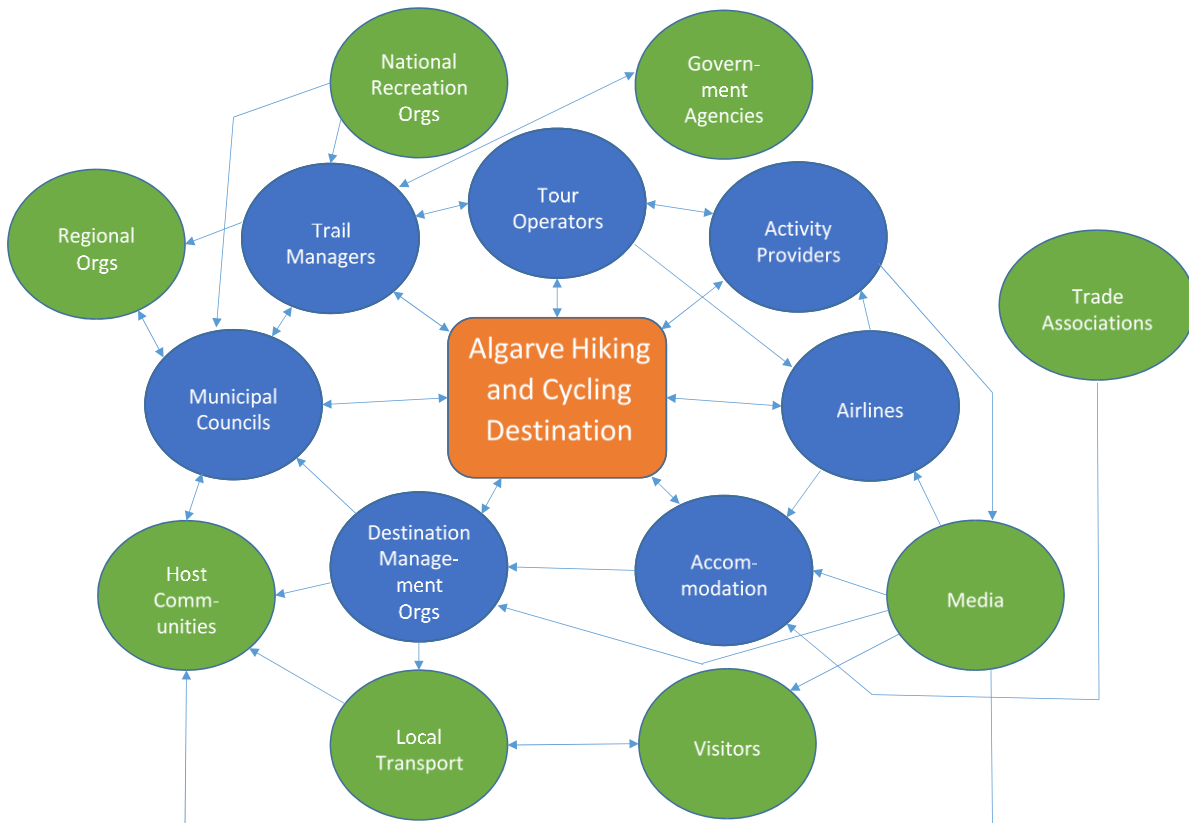 National
Recreation
Orgs
Govern-
ment
Agencies
Tour
Operators
Trail
Managers
Activity
Providers
Regional
Orgs
Trade
Associations
Algarve Hiking
and Cycling
Destination
Municipal
Councils
Airlines
Destination
Manage-
ment
Orgs
Accom-
modation
Host
Comm-
unities
Media
Local
Transport
Visitors